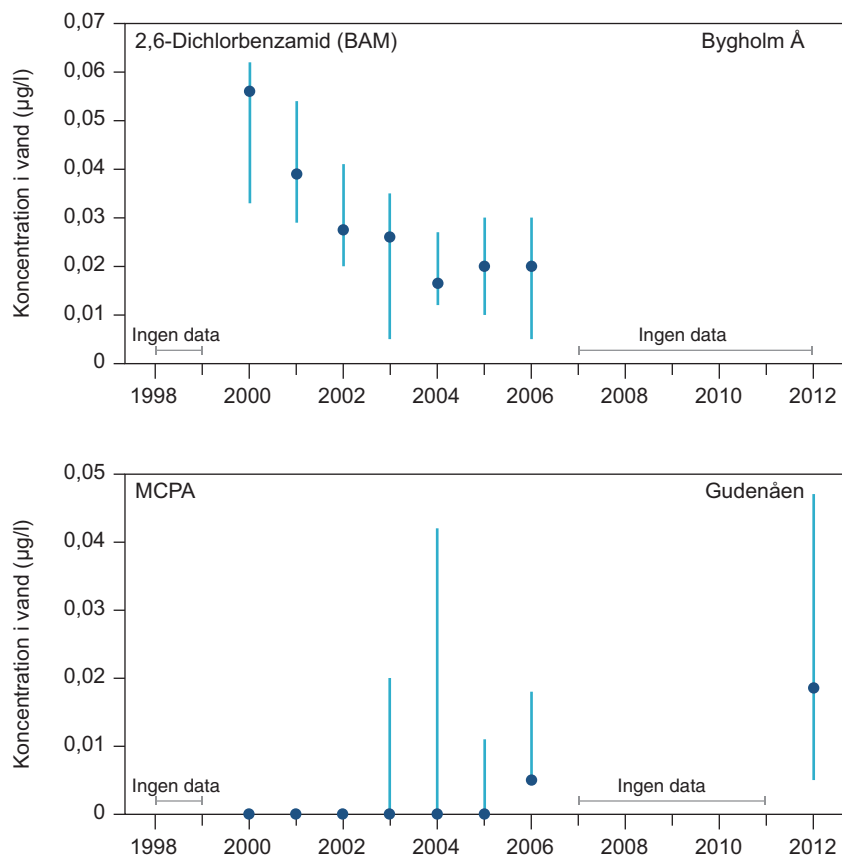 Koncentration i vand (µg/l)
2,6-Dichlorbenzamid (BAM)
Bygholm Å
0,07
0,06
0,05
0,04
0,03
0,02
0,01
0
Ingen data
Ingen data
1998 2000 2002 2004 2006 2008 2010 2012
Koncentration i vand (µg/l)
MCPA
Gudenåen
0,05
0,04
0,03
0,02
0,01
0
Ingen data
Ingen data
1998 2000 2002 2004 2006 2008 2010 2012